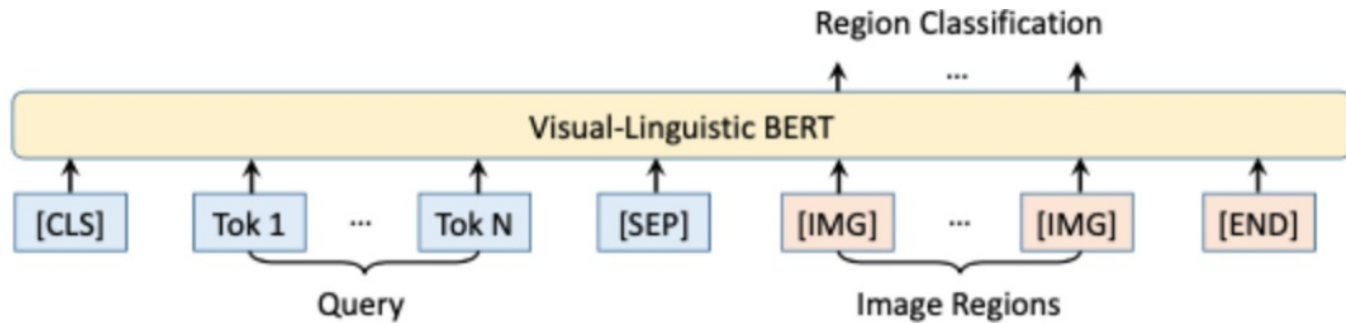 Region Classification
...
Visual-Linguistic BERT
[CLS] Tok 1 ... Tok N [SEP] [IMG] ... [IMG] [END]
Query Image Regions